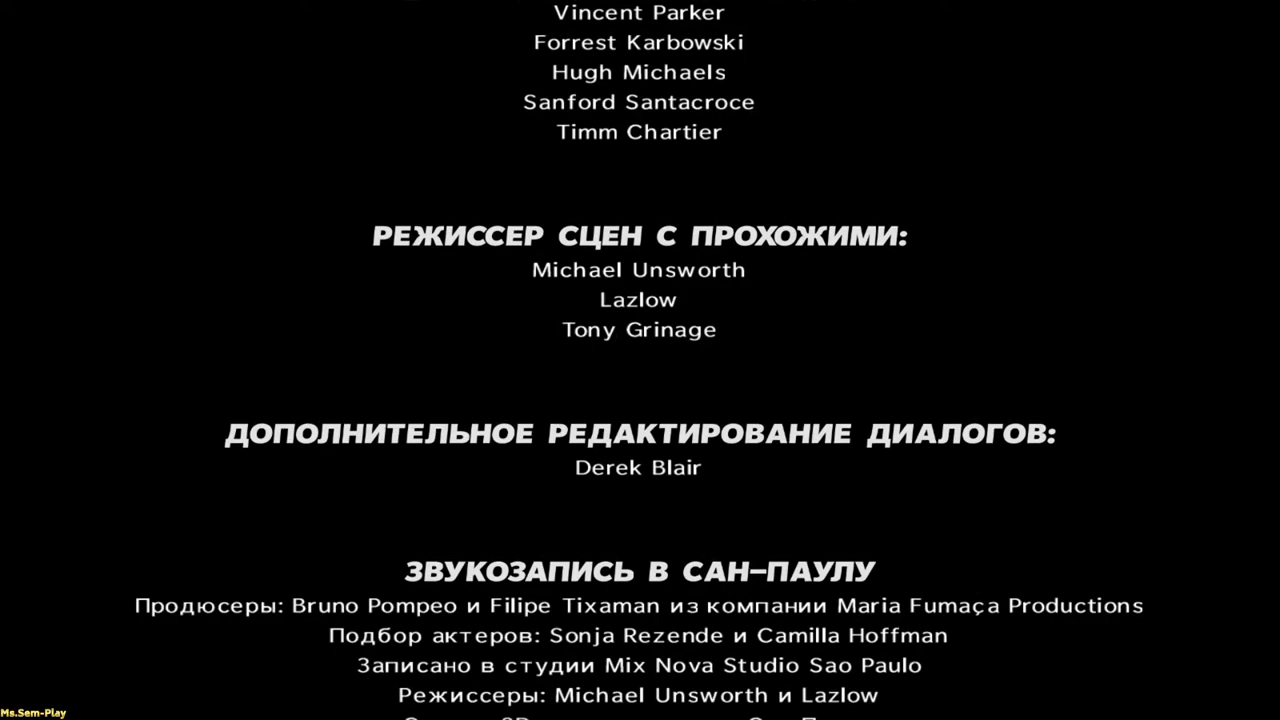 Vincent Parker
Forrest Karbowski
Hugh Michaels
Sanford Santacroce
Timm Chartier
РЕЖИССЕР СЦЕН С ПРОХОЖИМИ:
Michael Unsworth
Lazlow
Tony Grinage
ДОПОЛНИТЕЛЬНОЕ РЕДАКТИРОВАНИЕ ДИАЛОГОВ:
Derek Blair
ЗВУКОЗАПИСЬ В САН-ПАУЛУ
Продюсеры: Bruno Pompeo и Filipe Tixaman из компании Maria Fumaça Productions
Подбор актеров: Sonja Rezende и Camilla Hoffman
Записано в студии Mix Nova Studio Sao Paulo
Режиссеры: Michael Unsworth и Lazlow
Ms.Sem-Play